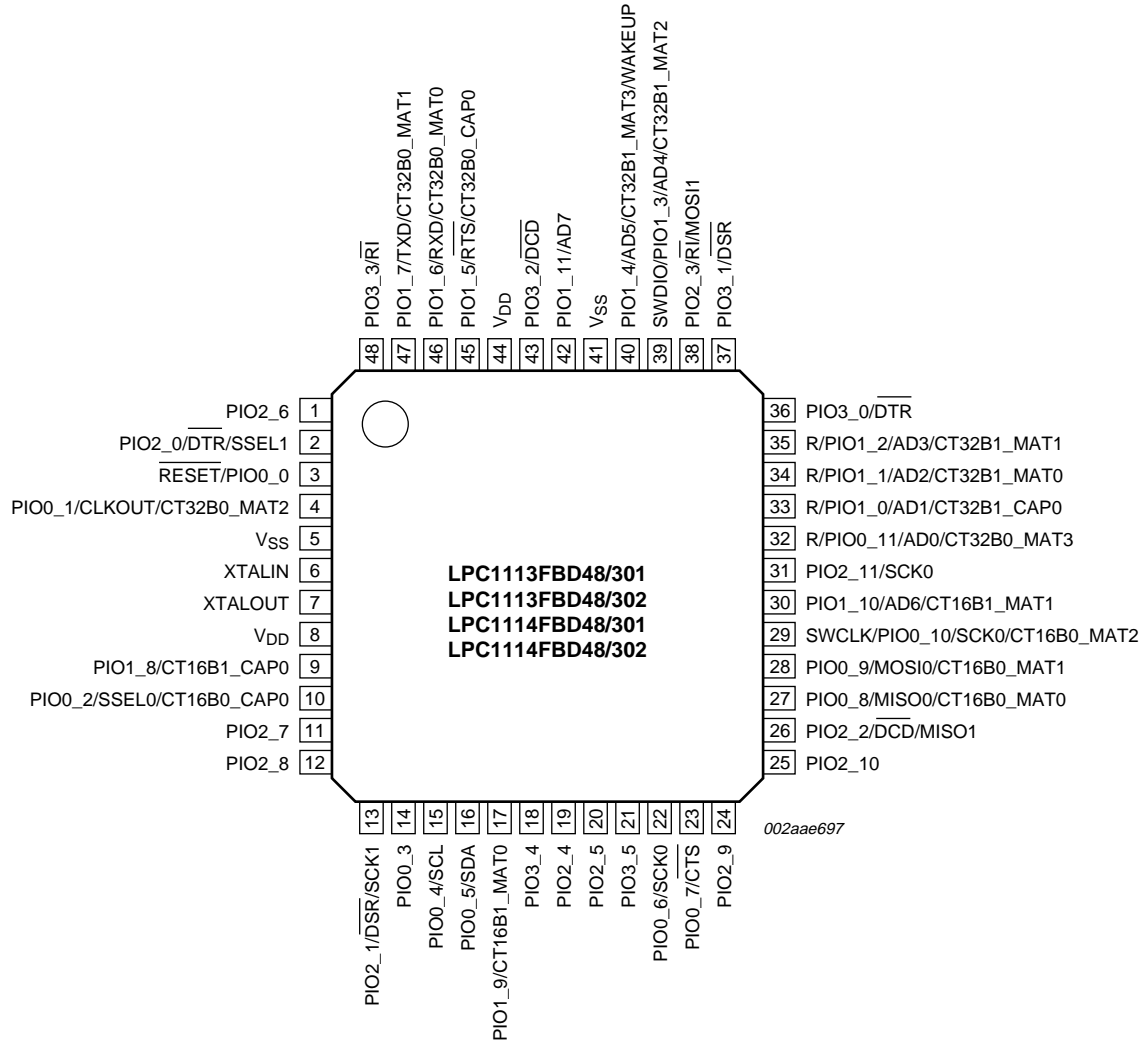 PIO3_3/RI
PIO1_7/TXD/CT32B0_MAT1
PIO1_6/RXD/CT32B0_MAT0
PIO1_5/RTS/CT32B0_CAP0
VDD
PIO3_2/DCD
PIO1_11/AD7
VSS
PIO1_4/AD5/CT32B1_MAT3/WAKEUP
SWDIO/PIO1_3/AD4/CT32B1_MAT2
PIO2_3/RI/MOSI1
PIO3_1/DSR
48 47 46 45 44 43 42 41 40 39 38 37
PIO2_6 1
PIO2_0/DTR/SSEL1 2
RESET/PIO0_0 3
PIO0_1/CLKOUT/CT32B0_MAT2 4
VSS 5
XTALIN 6
XTALOUT 7
VDD 8
PIO1_8/CT16B1_CAP0 9
PIO0_2/SSEL0/CT16B0_CAP0 10
PIO2_7 11
PIO2_8 12
LPC1113FBD48/301
LPC1113FBD48/302
LPC1114FBD48/301
LPC1114FBD48/302
36 PIO3_0/DTR
35 R/PIO1_2/AD3/CT32B1_MAT1
34 R/PIO1_1/AD2/CT32B1_MAT0
33 R/PIO1_0/AD1/CT32B1_CAP0
32 R/PIO0_11/AD0/CT32B0_MAT3
31 PIO2_11/SCK0
30 PIO1_10/AD6/CT16B1_MAT1
29 SWCLK/PIO0_10/SCK0/CT16B0_MAT2
28 PIO0_9/MOSI0/CT16B0_MAT1
27 PIO0_8/MISO0/CT16B0_MAT0
26 PIO2_2/DCD/MISO1
25 PIO2_10
13 14 15 16 17 18 19 20 21 22 23 24
PIO2_1/DSR/SCK1
PIO0_3
PIO0_4/SCL
PIO0_5/SDA
PIO1_9/CT16B1_MAT0
PIO3_4
PIO2_4
PIO2_5
PIO3_5
PIO0_6/SCK0
PIO0_7/CTS
PIO2_9
002aae697